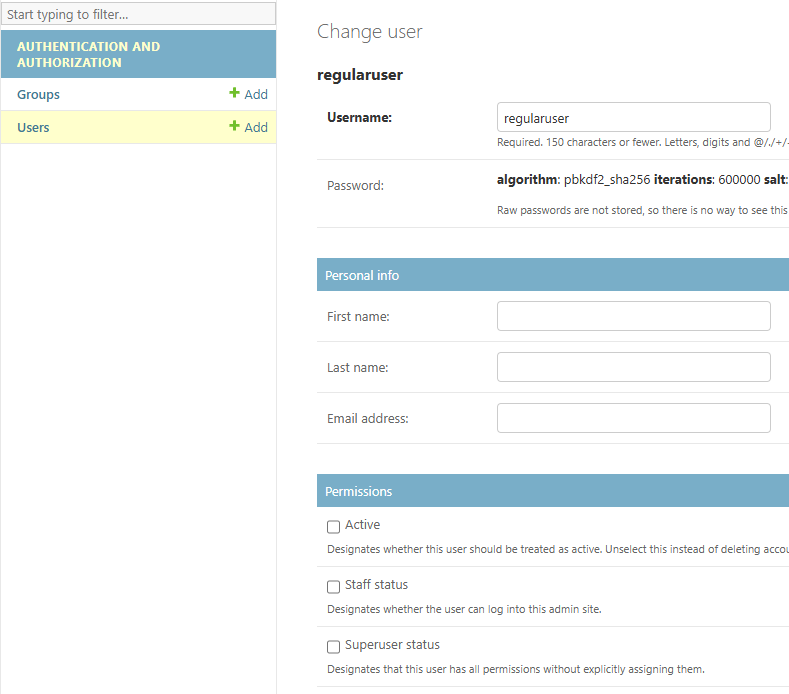 Start typing to filter...
AUTHENTICATION AND
AUTHORIZATION
Groups
Add
Users
Add
Change user
regularuser
Username:
regularuser
Required. 150 characters or fewer. Letters, digits and @/./+/-
Password:
algorithm: pbkdf2_sha256 iterations: 600000 salt:
Raw passwords are not stored, so there is no way to see this
Personal info
First name:
Last name:
Email address:
Permissions
Active
Designates whether this user should be treated as active. Unselect this instead of deleting accou
Staff status
Designates whether the user can log into this admin site.
Superuser status
Designates that this user has all permissions without explicitly assigning them.